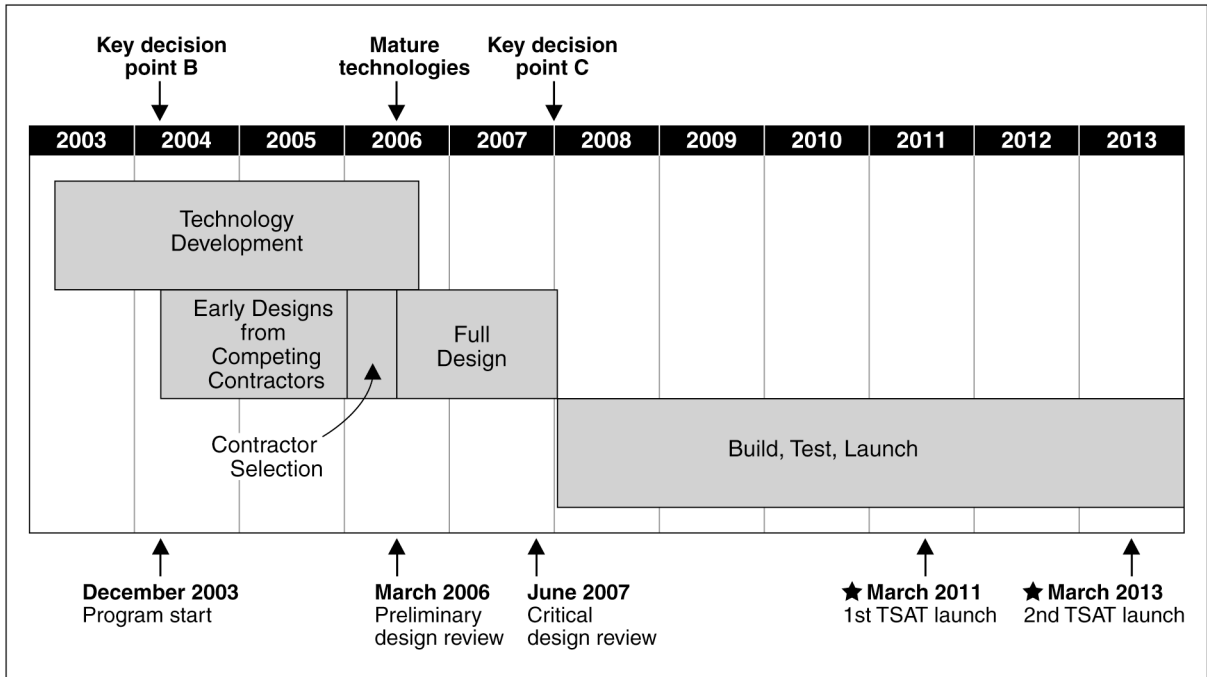 Key decision
point B
Mature
technologies
Key decision
point C
2003 2004 2005 2006 2007 2008 2009 2010 2011 2012 2013
Technology
Development
Early Designs
from
Competing
Contractors
Full
Design
Contractor
Selection
Build, Test, Launch
December 2003
Program start
March 2006
Preliminary
design review
June 2007
Critical
design review
★ March 2011
1st TSAT launch
★ March 2013
2nd TSAT launch